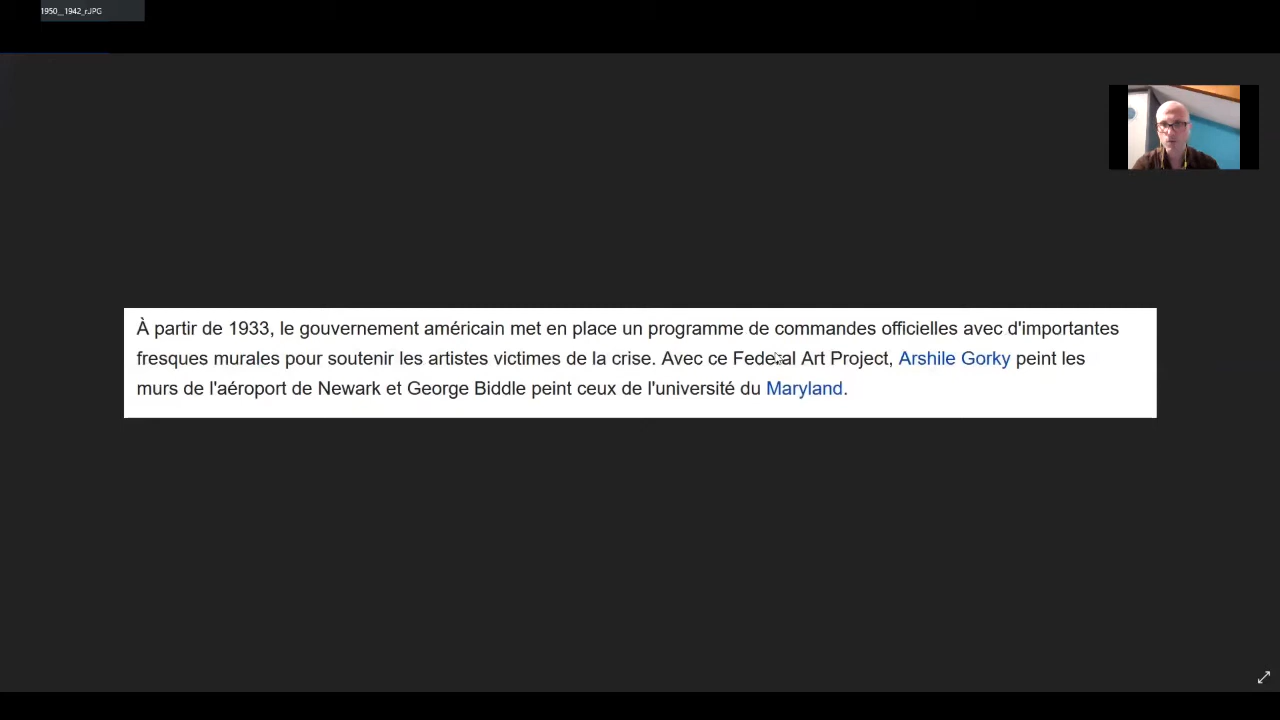 1950__1942_r.JPG
À partir de 1933, le gouvernement américain met en place un programme de commandes officielles avec d'importantes
fresques murales pour soutenir les artistes victimes de la crise. Avec ce Federal Art Project, Arshile Gorky peint les
murs de l'aéroport de Newark et George Biddle peint ceux de l'université du Maryland.